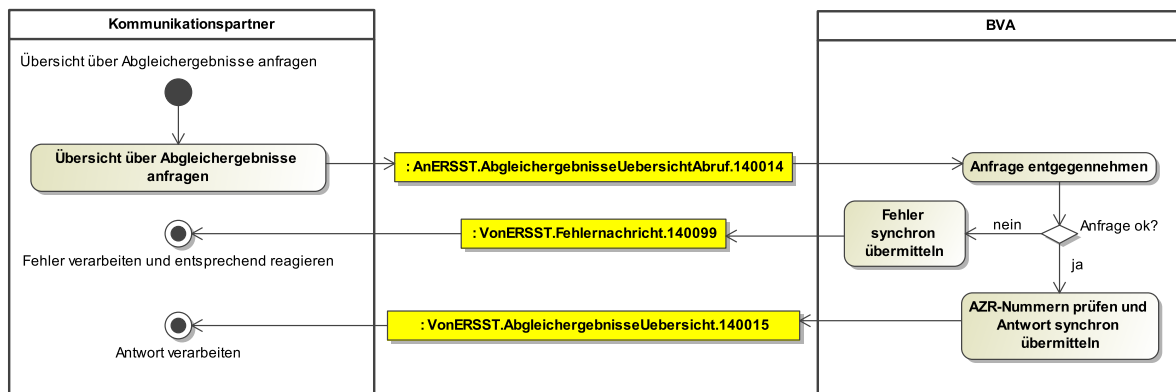 Kommunikationspartner
BVA
Übersicht über Abgleichergebnisse anfragen
Übersicht über Abgleichergebnisse
anfragen
: AnERSST.AbgleichergebnisseUebersichtAbruf.140014
Anfrage entgegennehmen
Anfrage ok?
nein
Fehler
synchron
übermitteln
: VonERSST.Fehlernachricht.140099
Fehler verarbeiten und entsprechend reagieren
ja
AZR-Nummern prüfen und
Antwort synchron
übermitteln
: VonERSST.AbgleichergebnisseUebersicht.140015
Antwort verarbeiten